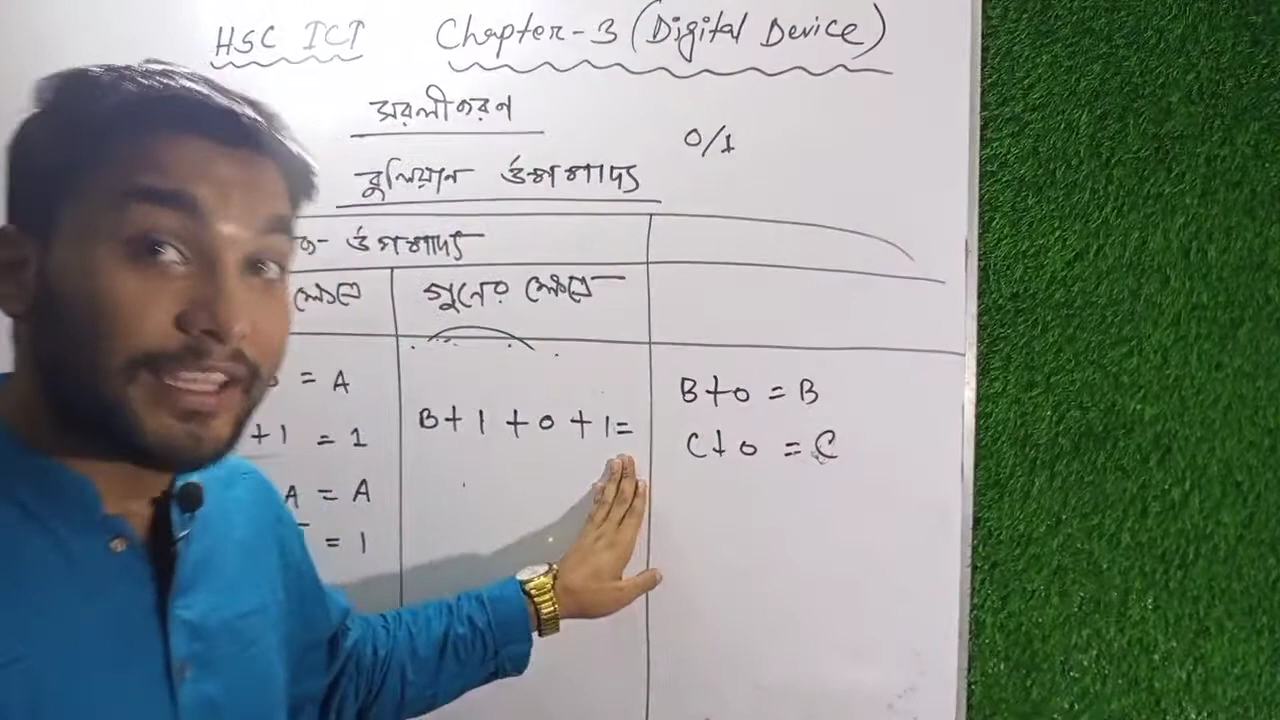 HSC ICT Chapter-3 (Digital Device)
সরলীকরণ
0/1
বুলিয়ান উপপাদ্য
ক- উপপাদ্য
ক্ষেত্রে গুনের ক্ষেত্রে
= A
+1 = 1
A = A
= 1
B+1+0+1=
B+0 = B
C+0 = C